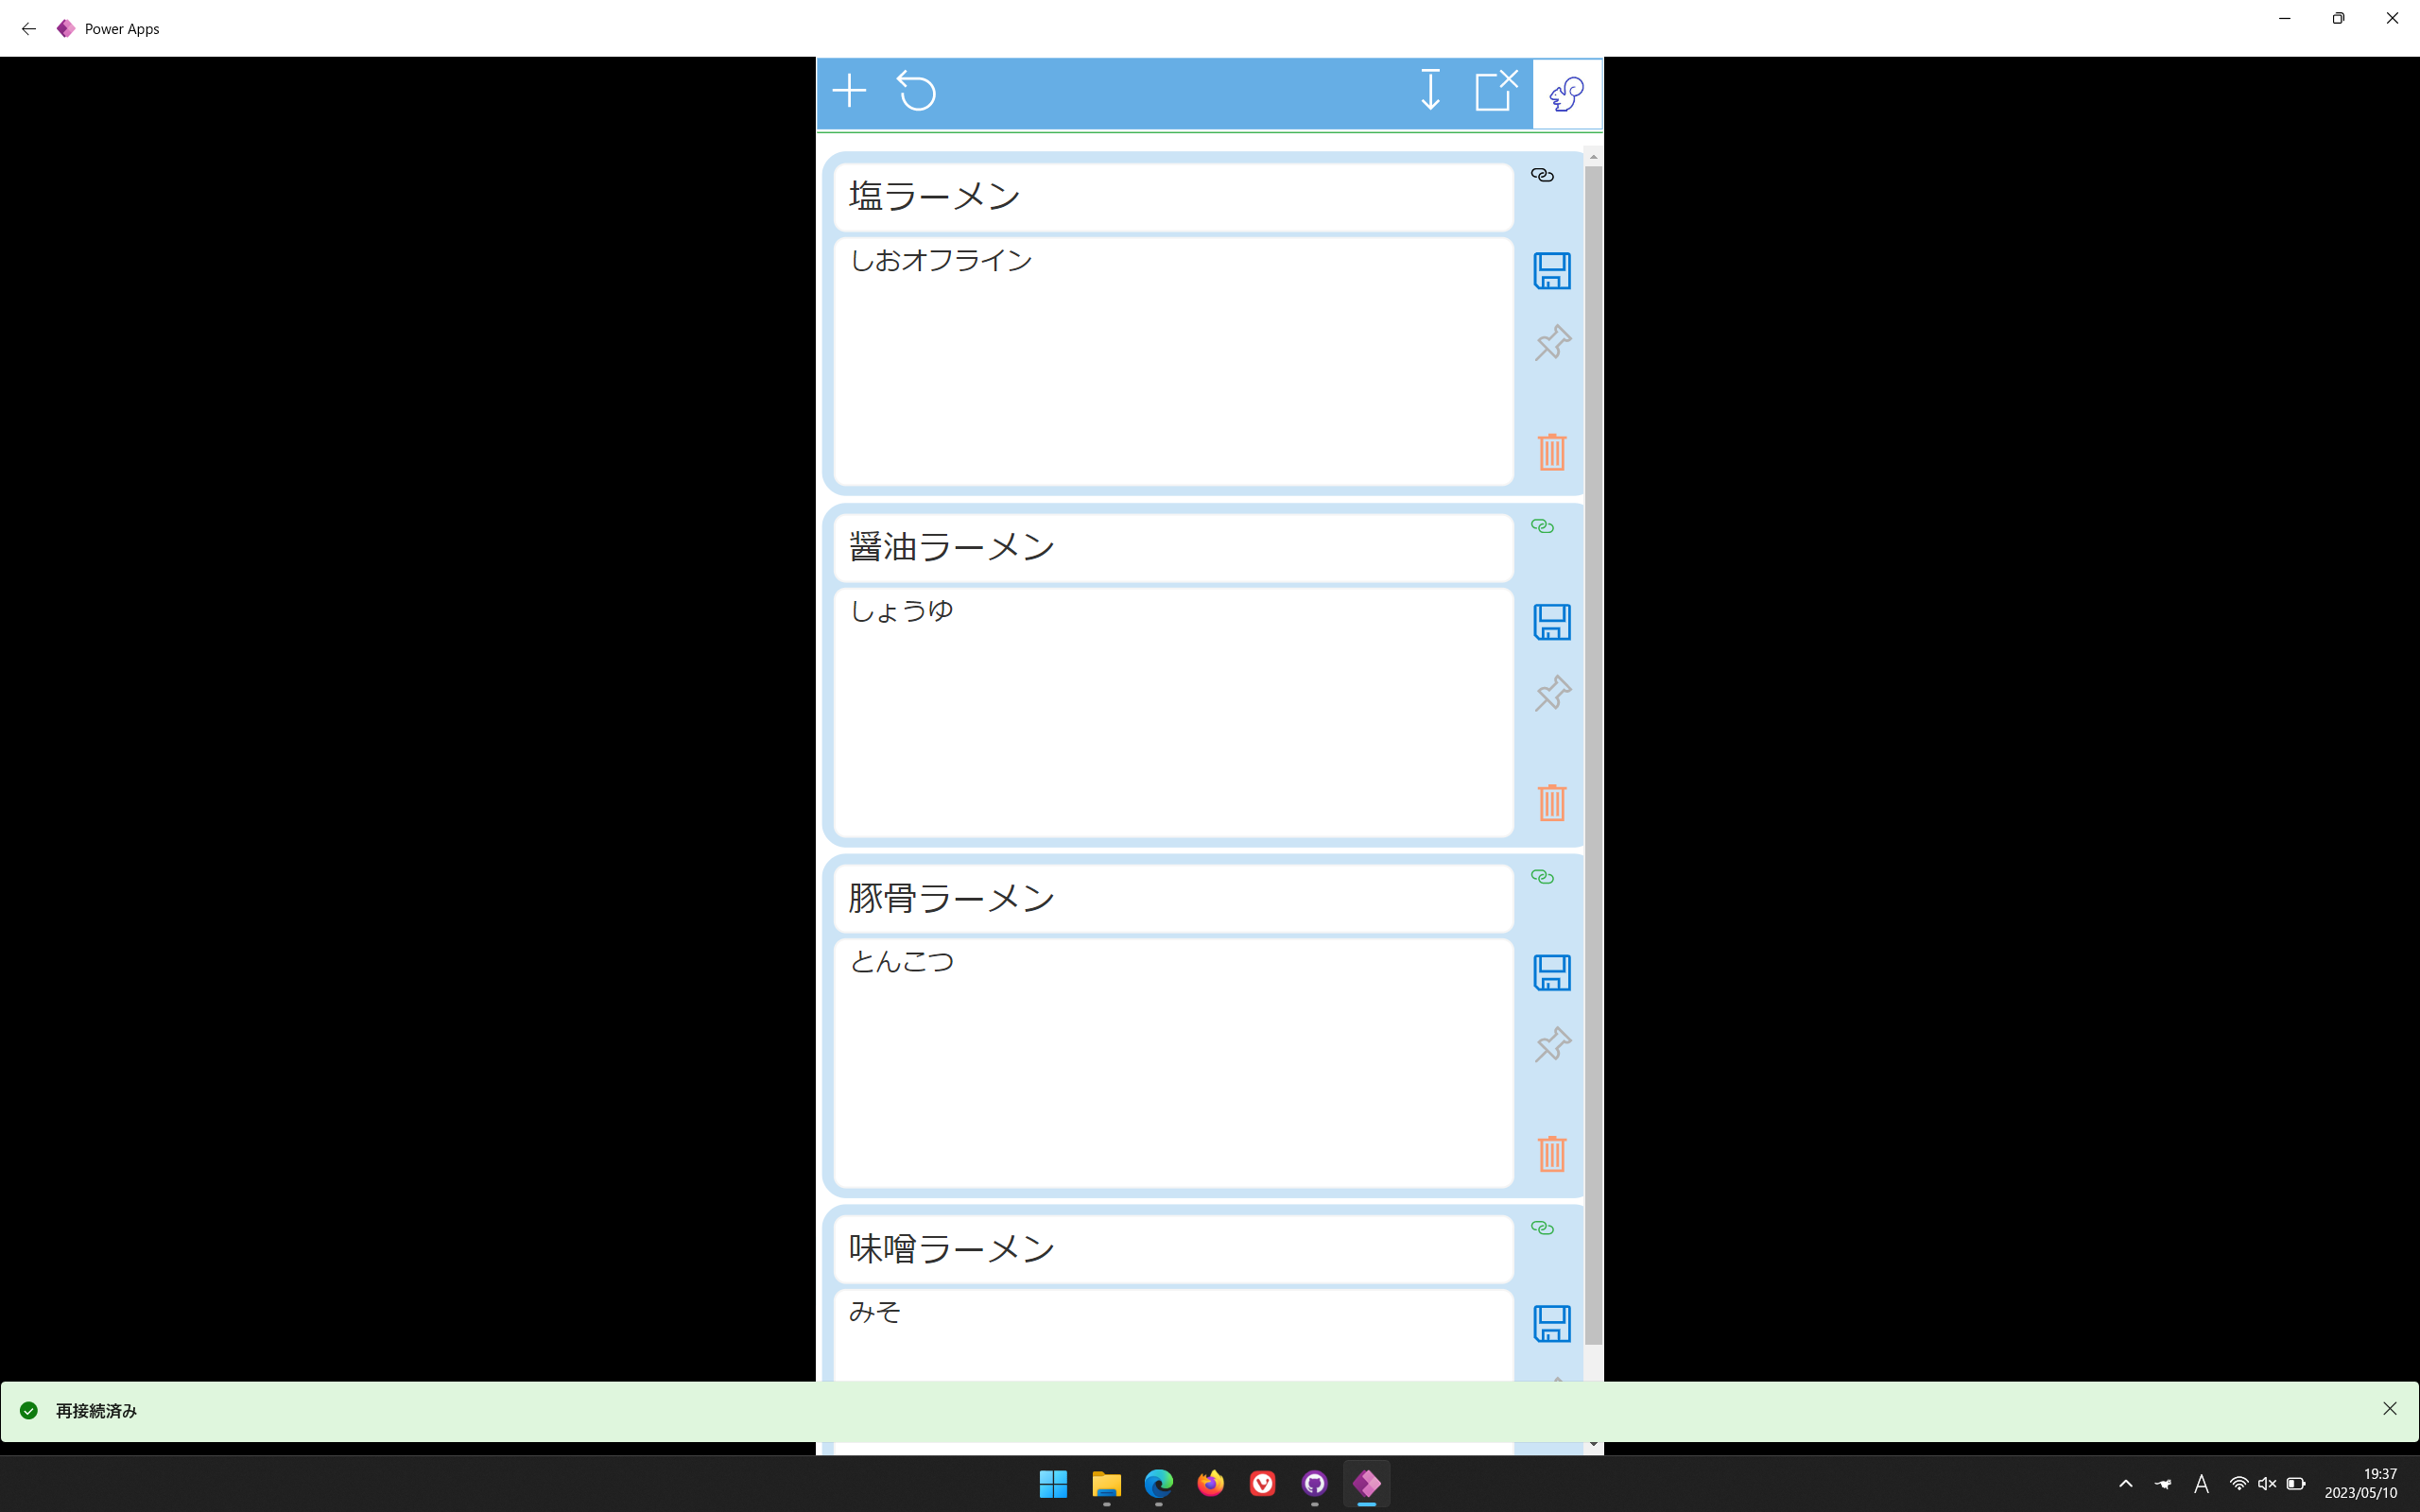 Power Apps
塩ラーメン
しおオフライン
醤油ラーメン
しょうゆ
豚骨ラーメン
とんこつ
味噌ラーメン
みそ
再接続済み
A
19:37
2023/05/10